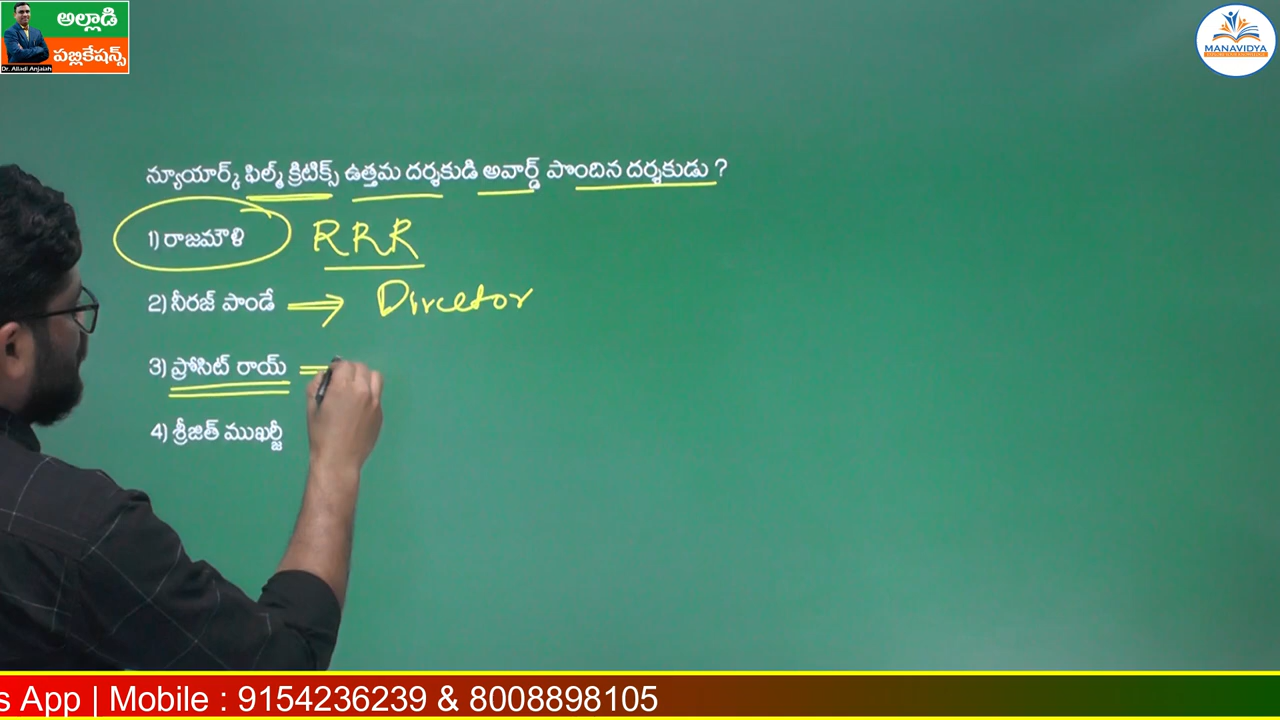 అల్లాడి
పబ్లికేషన్స్
Dr. Alladi Anjaiah
MANAVIDYA
న్యూయార్క్ ఫిల్మ్ క్రిటిక్స్ ఉత్తమ దర్శకుడి అవార్డ్ పొందిన దర్శకుడు ?
1) రాజమౌళి RRR
2) నీరజ్ పాండే ⇒ Dircetor
3) ప్రోసిట్ రాయ్
4) శ్రీజిత్ ముఖర్జీ
s App | Mobile : 9154236239 & 8008898105